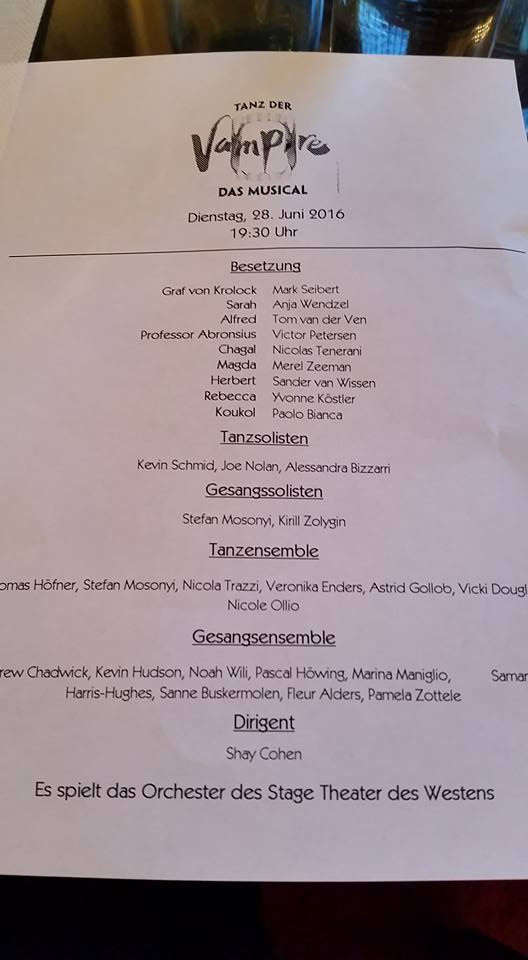 TANZ DER
Vampire
DAS MUSICAL
Dienstag, 28. Juni 2016
19:30 Uhr
Besetzung
Graf von Krolock Mark Seibert
Sarah Anja Wendzel
Alfred Tom van der Ven
Professor Abronsius Victor Petersen
Chagal Nicolas Tenerani
Magda Merel Zeeman
Herbert Sander van Wissen
Rebecca Yvonne Köstler
Koukol Paolo Bianca
Tanzsolisten
Kevin Schmid, Joe Nolan, Alessandra Bizzarri
Gesangssolisten
Stefan Mosonyi, Kirill Zolygin
Tanzensemble
omas Höfner, Stefan Mosonyi, Nicola Trazzi, Veronika Enders, Astrid Gollob, Vicki Dougl
Nicole Ollio
Gesangsensemble
rew Chadwick, Kevin Hudson, Noah Wili, Pascal Höwing, Marina Maniglio, Samar
Harris-Hughes, Sanne Buskermolen, Fleur Alders, Pamela Zottele
Dirigent
Shay Cohen
Es spielt das Orchester des Stage Theater des Westens